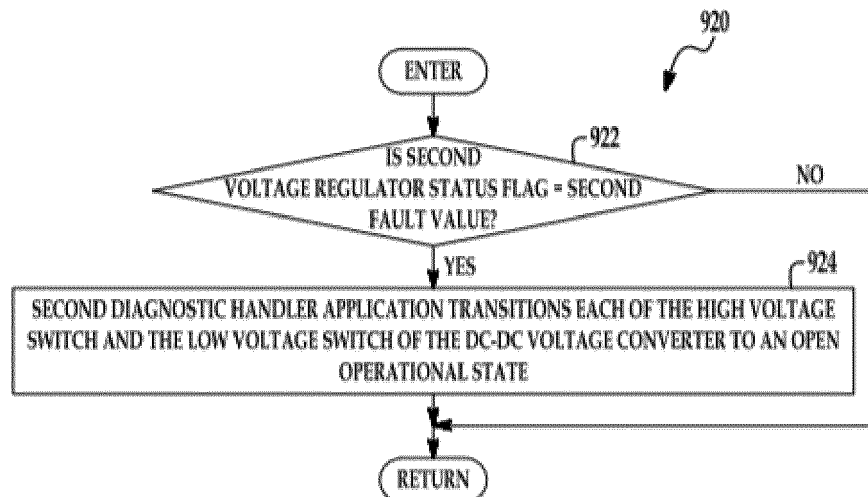 920
ENTER
922
IS SECOND
VOLTAGE REGULATOR STATUS FLAG = SECOND
FAULT VALUE?
NO
YES
924
SECOND DIAGNOSTIC HANDLER APPLICATION TRANSITIONS EACH OF THE HIGH VOLTAGE
SWITCH AND THE LOW VOLTAGE SWITCH OF THE DC-DC VOLTAGE CONVERTER TO AN OPEN
OPERATIONAL STATE
RETURN